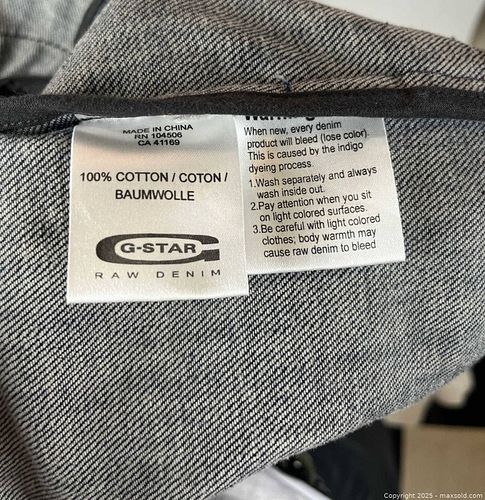 MADE IN CHINA
RN 104506
CA 41169
100% COTTON / COTON /
BAUMWOLLE
G-STAR
RAW DENIM
Warning
When new, every denim
product will bleed (lose color).
This is caused by the indigo
dyeing process.
1.Wash separately and always
wash inside out.
2.Pay attention when you sit
on light colored surfaces.
3.Be careful with light colored
clothes; body warmth may
cause raw denim to bleed
Copyright 2025 - maxsold.com